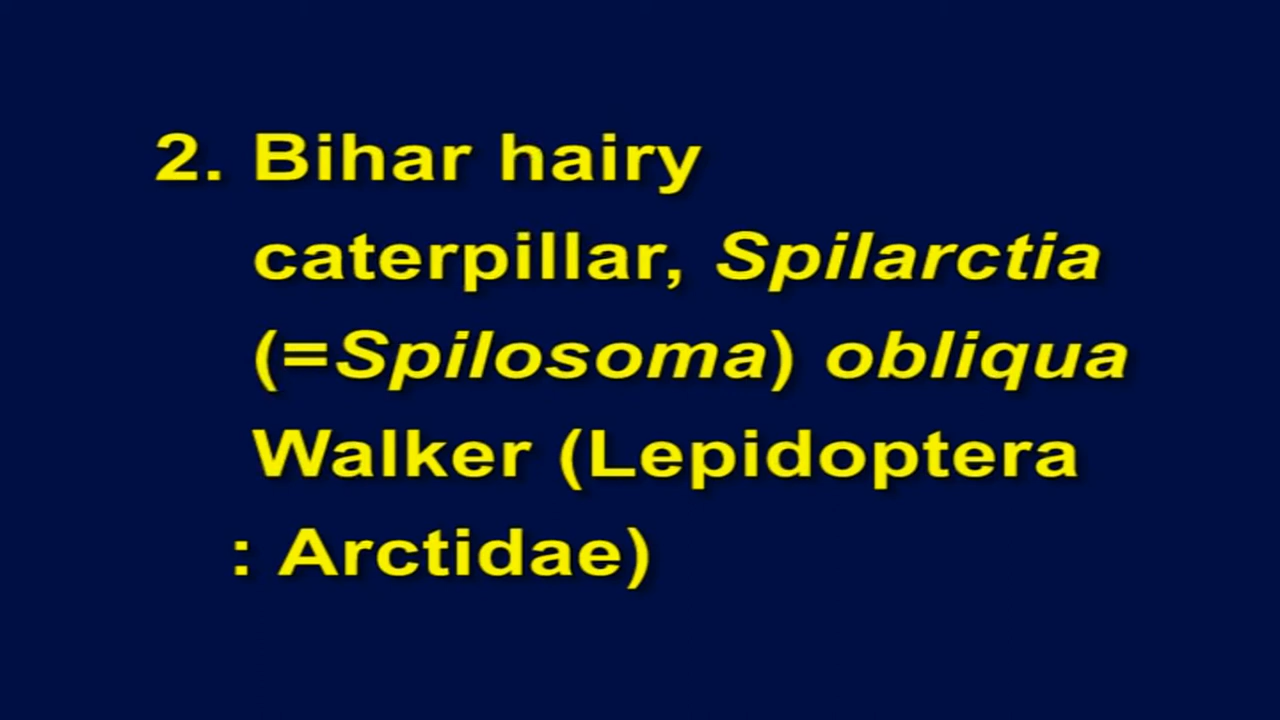 2. Bihar hairy
caterpillar, Spilarctia
(=Spilosoma) obliqua
Walker (Lepidoptera
: Arctidae)